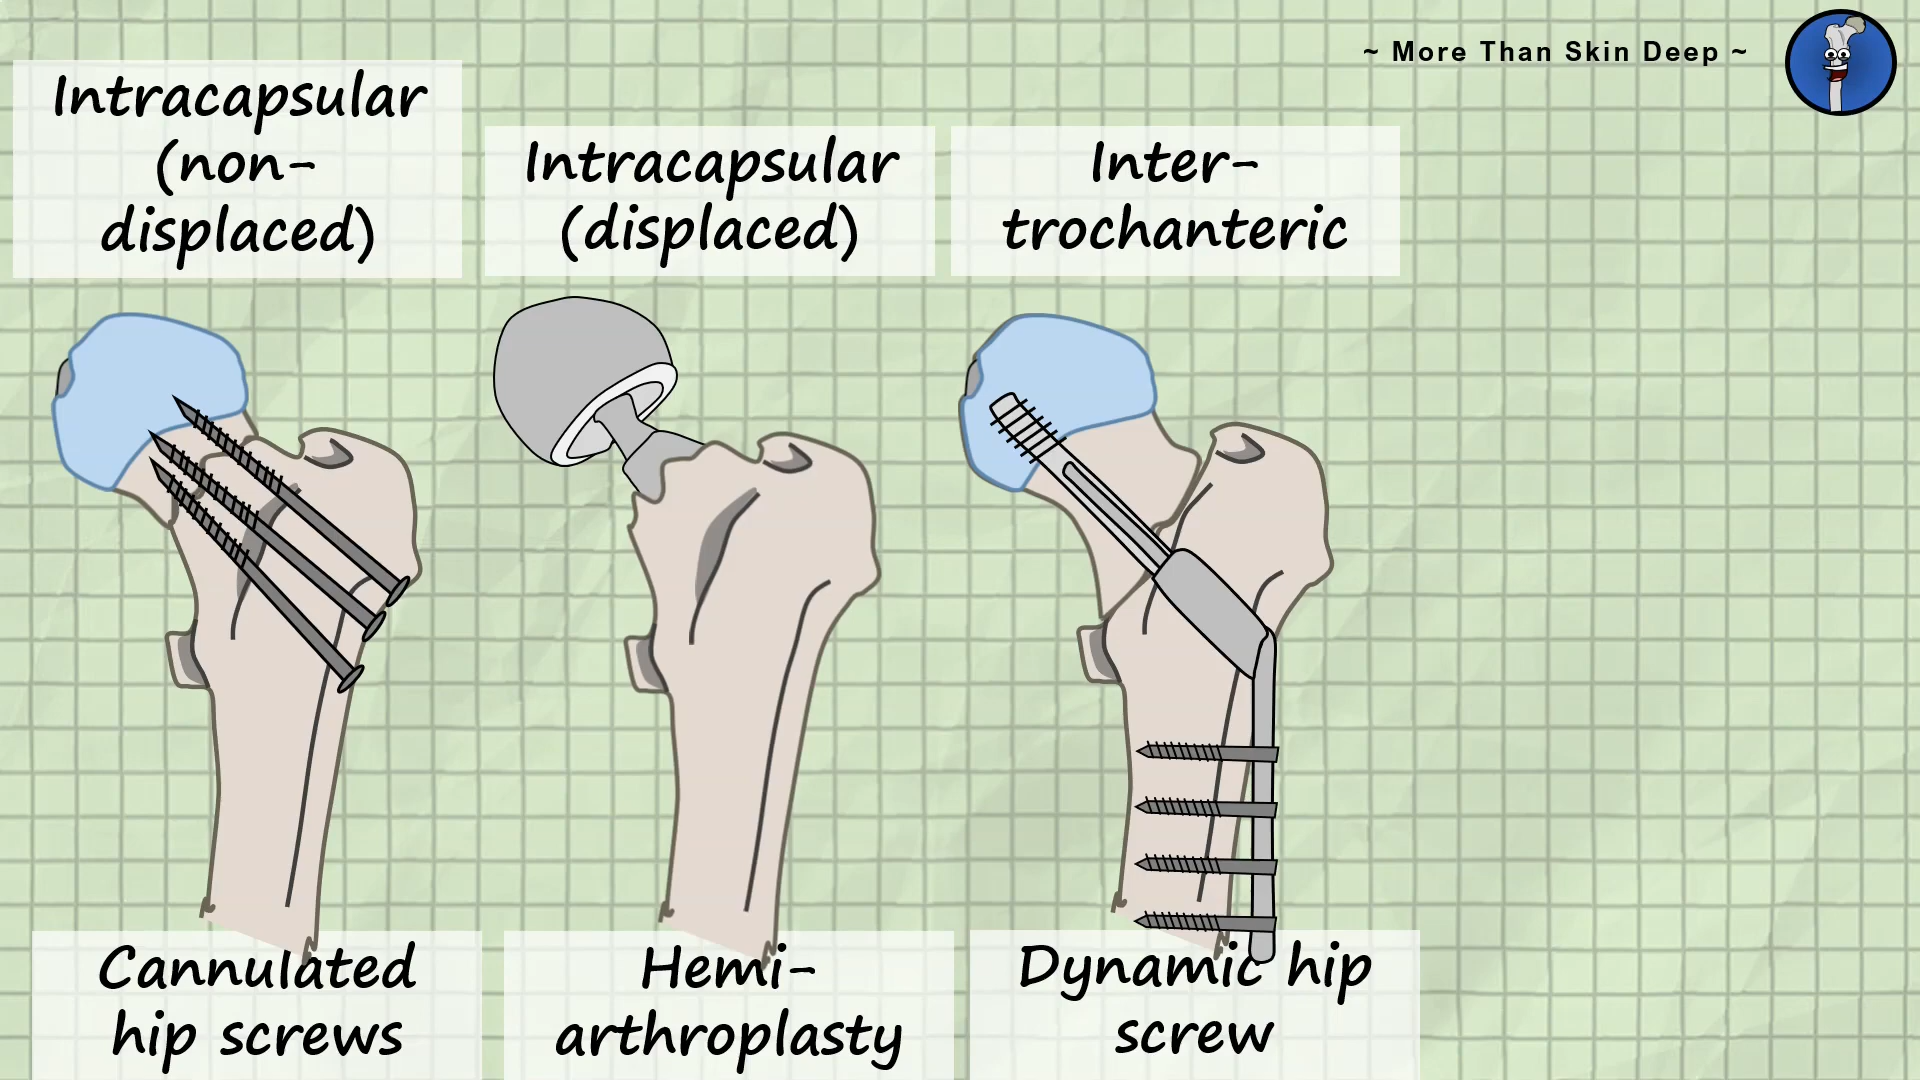 ~ More Than Skin Deep ~
Intracapsular
(non-
displaced)
Intracapsular
(displaced)
Inter-
trochanteric
Cannulated
hip screws
Hemi-
arthroplasty
Dynamic hip
screw